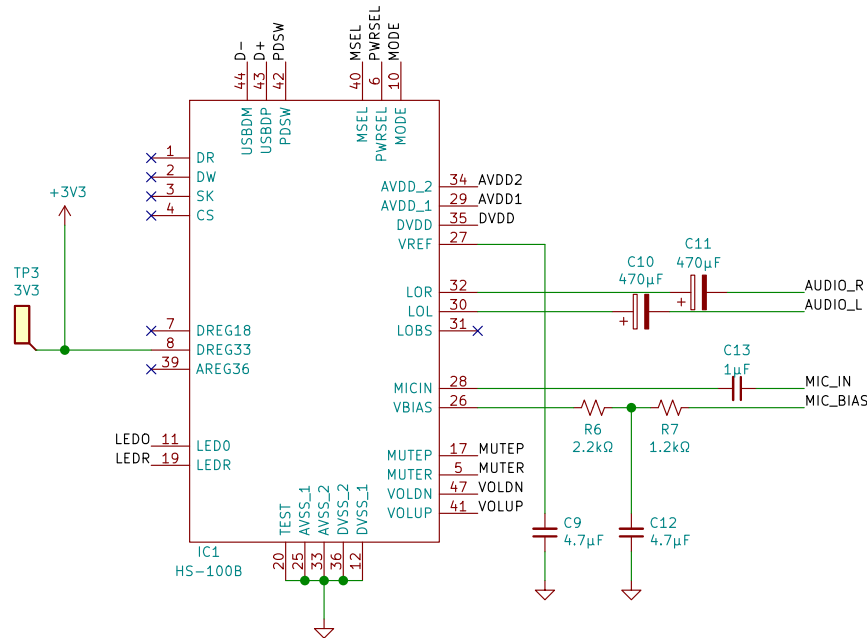 D-
D+
PDSW
MSEL
PWRSEL
MODE
44
43
42
40
6
10
USBDM
USBDP
PDSW
MSEL
PWRSEL
MODE
1 DR
2 DW
3 SK
4 CS
+3V3
TP3
3V3
7 DREG18
8 DREG33
39 AREG36
LED0 11 LED0
LEDR 19 LEDR
AVDD_2 34 AVDD2
AVDD_1 29 AVDD1
DVDD 35 DVDD
VREF 27
LOR 32
LOL 30
LOBS 31
C10
470µF
+
C11
470µF
+
AUDIO_R
AUDIO_L
MICIN 28
VBIAS 26
C13
1µF
MIC_IN
MIC_BIAS
R6
2.2kΩ
R7
1.2kΩ
MUTEP 17 MUTEP
MUTER 5 MUTER
VOLDN 47 VOLDN
VOLUP 41 VOLUP
C9
4.7µF
C12
4.7µF
TEST
AVSS_1
AVSS_2
DVSS_2
DVSS_1
20
25
33
36
12
IC1
HS-100B